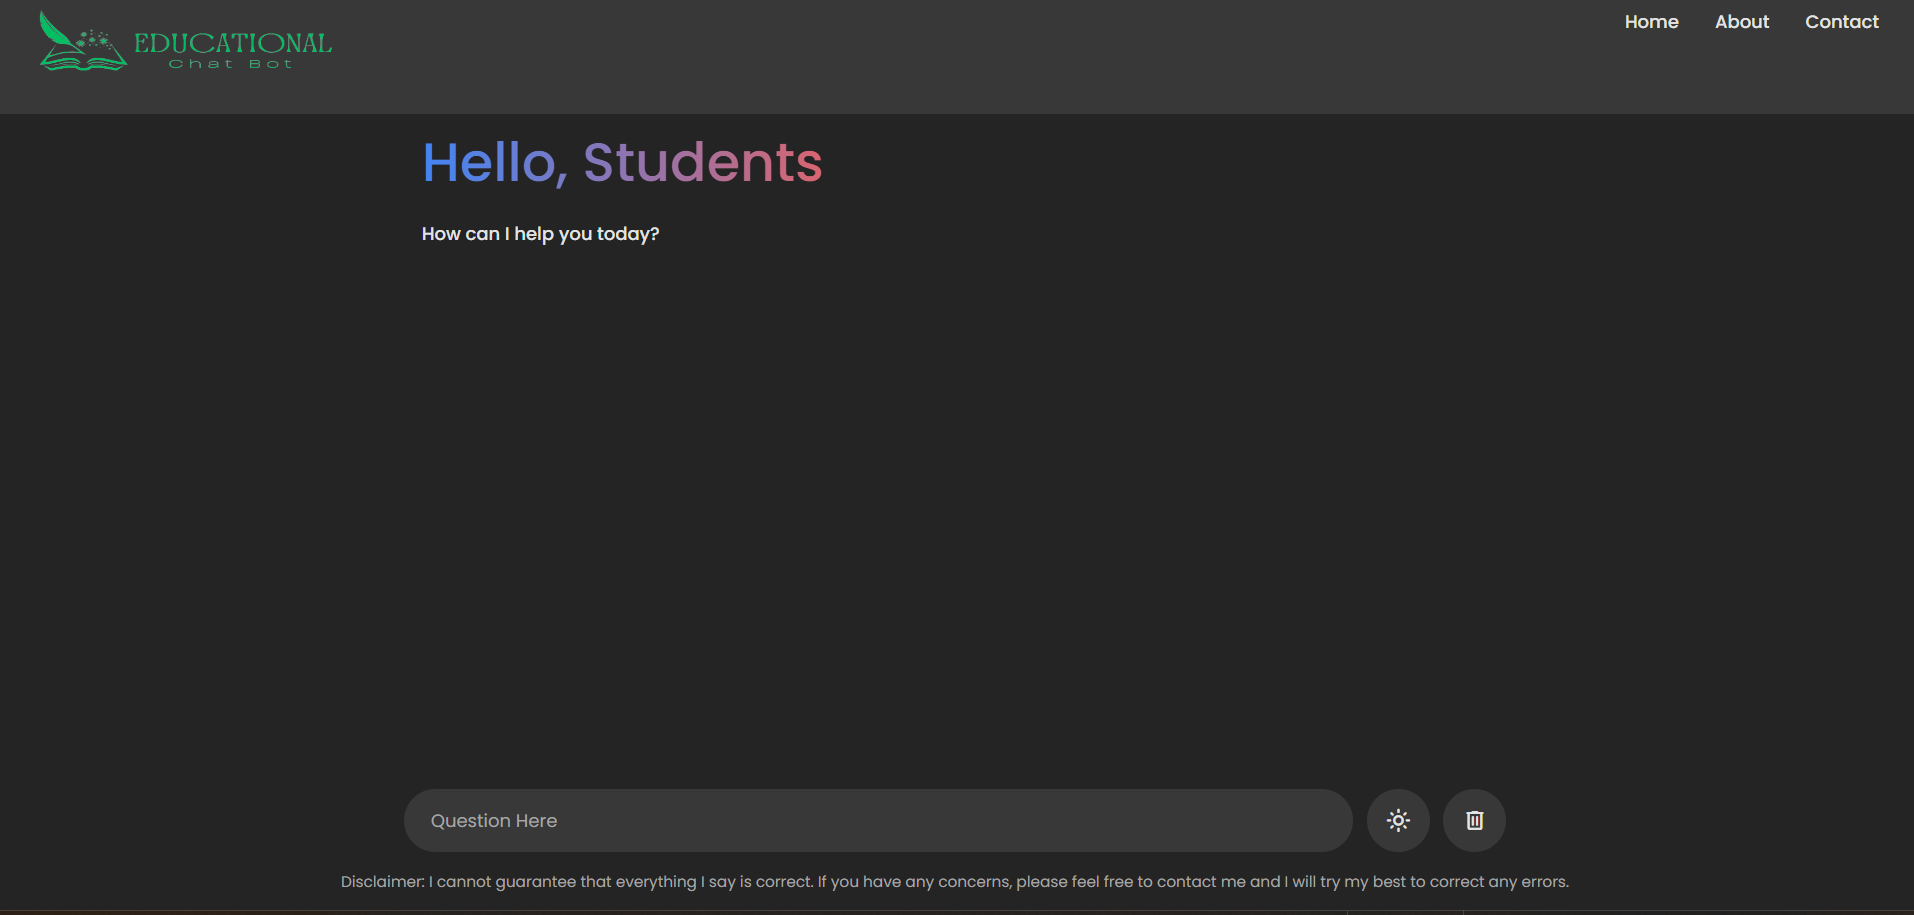 EDUCATIONAL
Chat Bot
Home About Contact
Hello, Students
How can I help you today?
Question Here
Disclaimer: I cannot guarantee that everything I say is correct. If you have any concerns, please feel free to contact me and I will try my best to correct any errors.